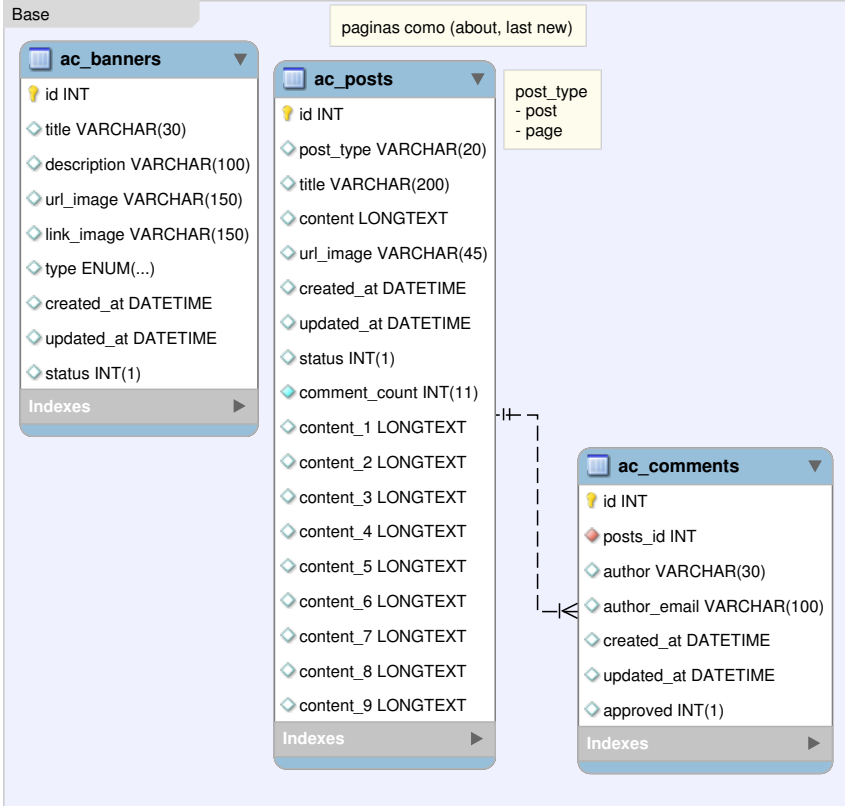 Base
paginas como (about, last new)
ac_banners
id INT
title VARCHAR(30)
description VARCHAR(100)
url_image VARCHAR(150)
link_image VARCHAR(150)
type ENUM(...)
created_at DATETIME
updated_at DATETIME
status INT(1)
Indexes
ac_posts
id INT
post_type VARCHAR(20)
title VARCHAR(200)
content LONGTEXT
url_image VARCHAR(45)
created_at DATETIME
updated_at DATETIME
status INT(1)
comment_count INT(11)
content_1 LONGTEXT
content_2 LONGTEXT
content_3 LONGTEXT
content_4 LONGTEXT
content_5 LONGTEXT
content_6 LONGTEXT
content_7 LONGTEXT
content_8 LONGTEXT
content_9 LONGTEXT
Indexes
post_type
- post
- page
ac_comments
id INT
posts_id INT
author VARCHAR(30)
author_email VARCHAR(100)
created_at DATETIME
updated_at DATETIME
approved INT(1)
Indexes